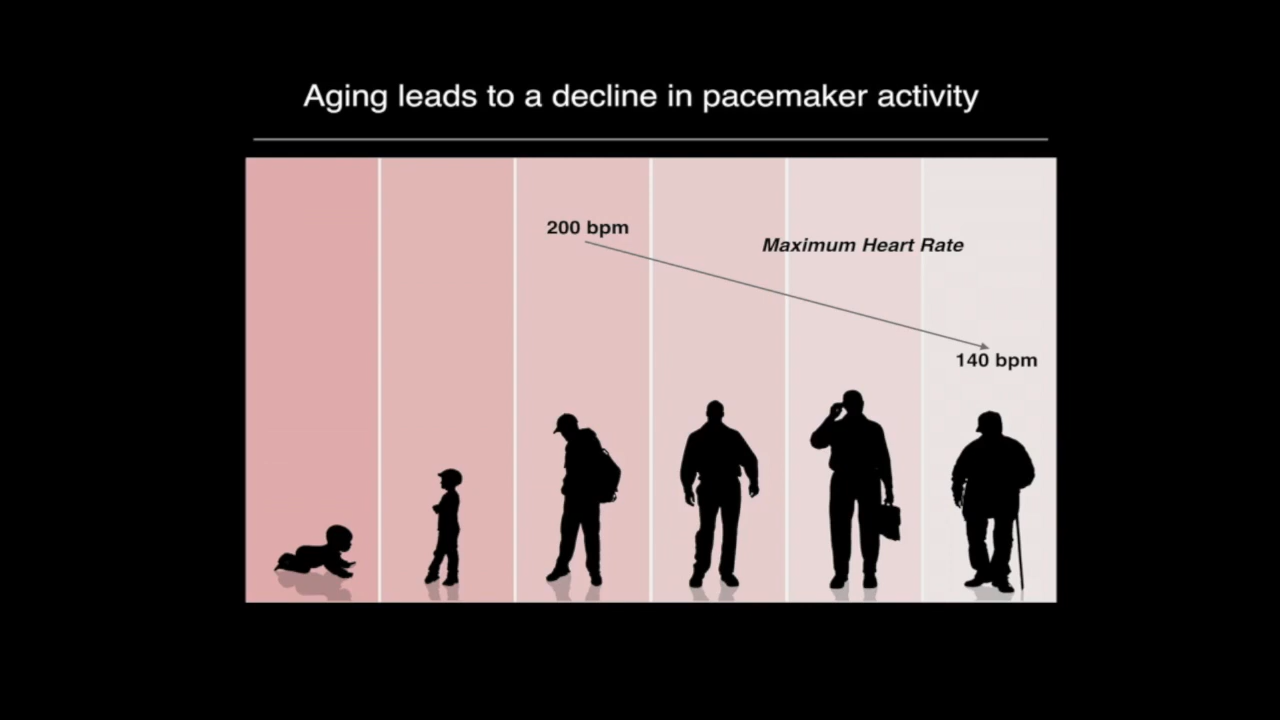 Aging leads to a decline in pacemaker activity
200 bpm
Maximum Heart Rate
140 bpm